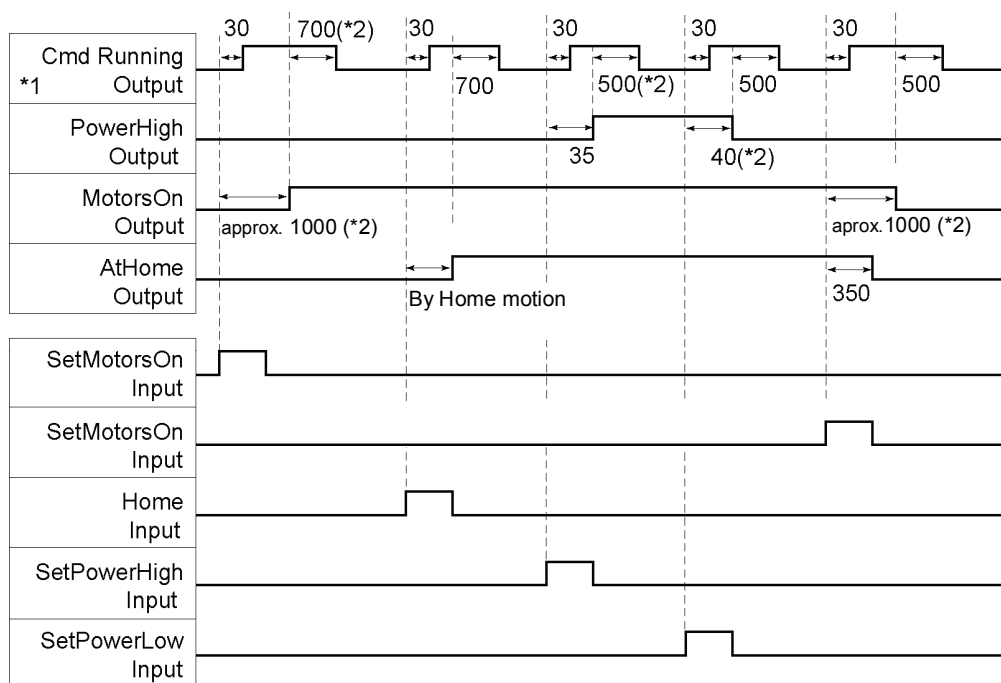 30 700(*2) 30 30 30 30
Cmd Running
*1 Output
700 500(*2) 500 500
PowerHigh
Output
35 40(*2)
MotorsOn
Output
approx. 1000 (*2) aprox.1000 (*2)
AtHome
Output
By Home motion 350
SetMotorsOn
Input
SetMotorsOn
Input
Home
Input
SetPowerHigh
Input
SetPowerLow
Input